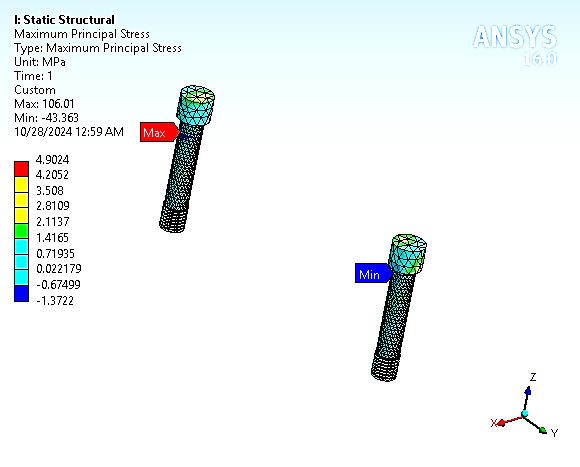 I: Static Structural
Maximum Principal Stress
Type: Maximum Principal Stress
Unit: MPa
Time: 1
Custom
Max: 106.01
Min: -43.363
10/28/2024 12:59 AM
ANSYS
16.0
Max
4.9024
4.2052
3.508
2.8109
2.1137
1.4165
0.71935
0.022179
-0.67499
-1.3722
Min
Z
X
Y